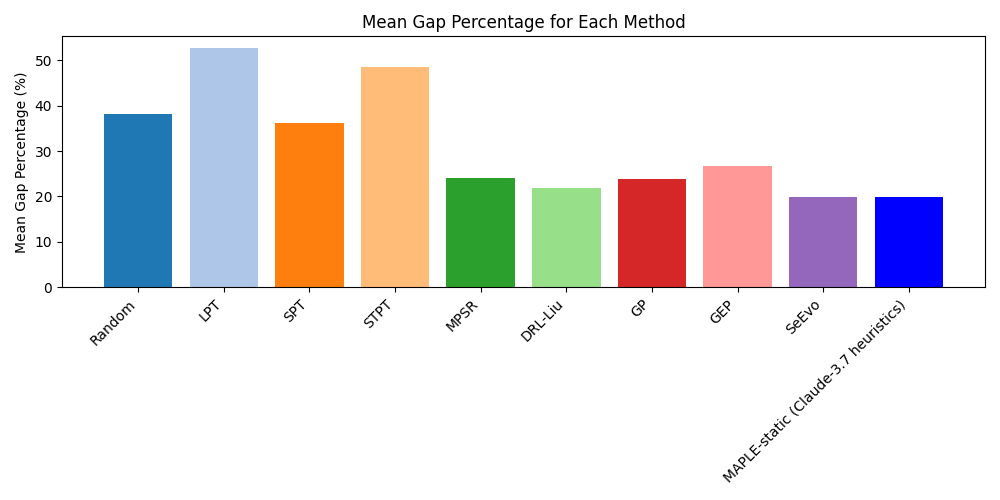 Mean Gap Percentage for Each Method
Mean Gap Percentage (%)
50
40
30
20
10
0
Random
LPT
SPT
STPT
MPSR
DRL-Liu
GP
GEP
SeEvo
MAPLE-static (Claude-3.7 heuristics)